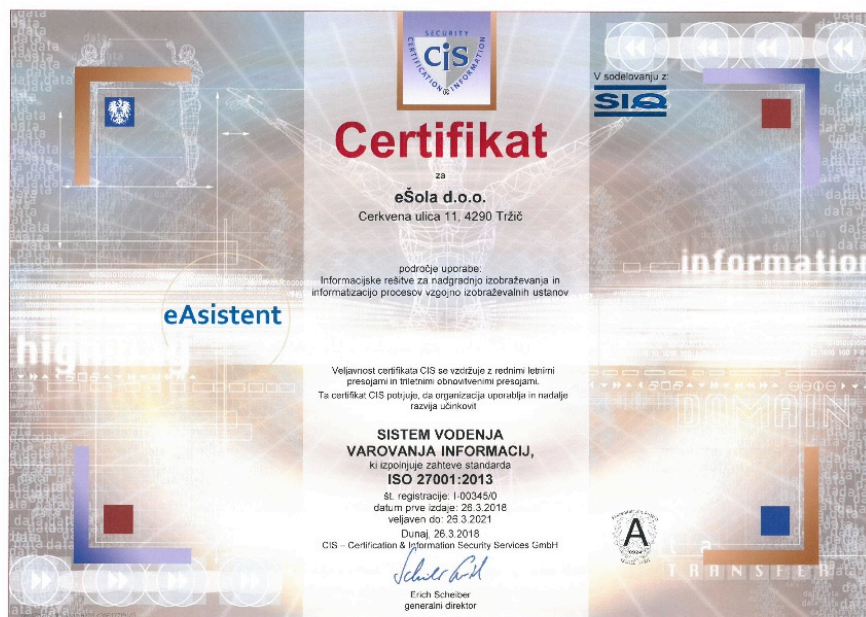 SECURITY
CERTIFICATION & INFORMATION
CiS
V sodelovanju z:
SIQ
Certifikat
za
eŠola d.o.o.
Cerkvena ulica 11, 4290 Tržič
področje uporabe:
Informacijske rešitve za nadgradnjo izobraževanja in
informatizacijo procesov vzgojno izobraževalnih ustanov
information
eAsistent
highway
Veljavnost certifikata CIS se vzdržuje z rednimi letnimi
presojami in triletnimi obnovitvenimi presojami.
Ta certifikat CIS potrjuje, da organizacija uporablja in nadalje
razvija učinkovit
DOMAIN
SISTEM VODENJA
VAROVANJA INFORMACIJ,
ki izpolnjuje zahteve standarda
ISO 27001:2013
št. registracije: I-00345/0
datum prve izdaje: 26.3.2018
veljaven do: 26.3.2021
Dunaj, 26.3.2018
CIS – Certification & Information Security Services GmbH
A
TRANSFER
Erich Scheiber
generalni direktor